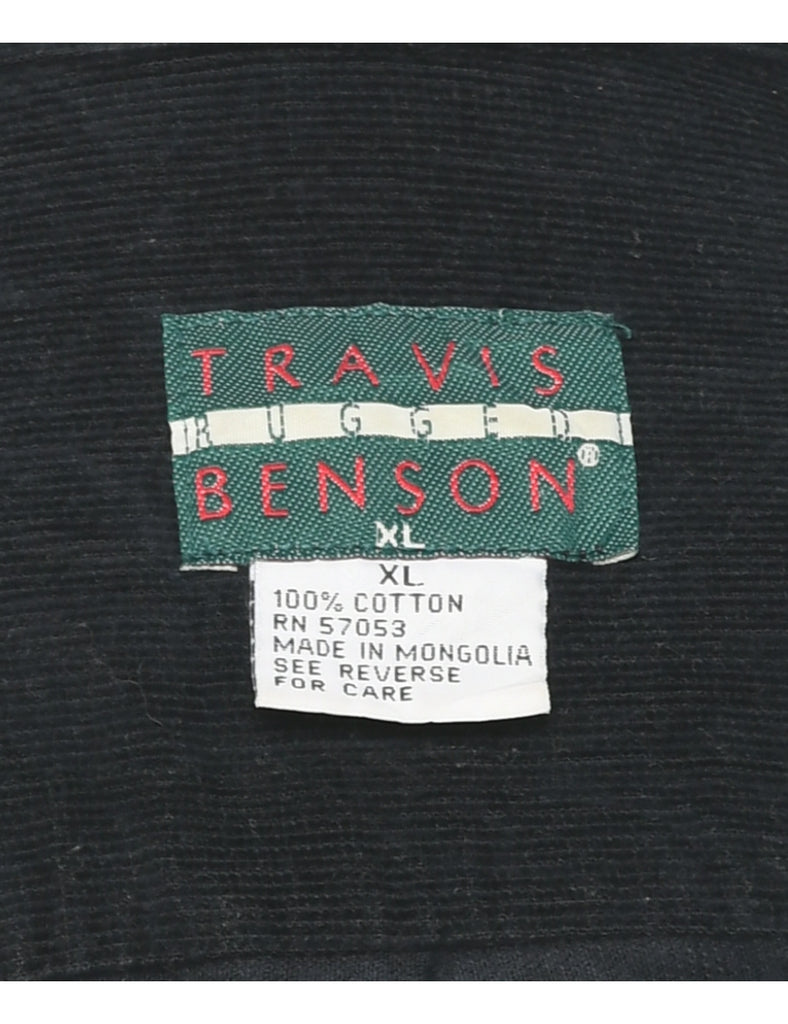 TRAVIS
RUGGED
BENSON®
XL
XL
100% COTTON
RN 57053
MADE IN MONGOLIA
SEE REVERSE
FOR CARE